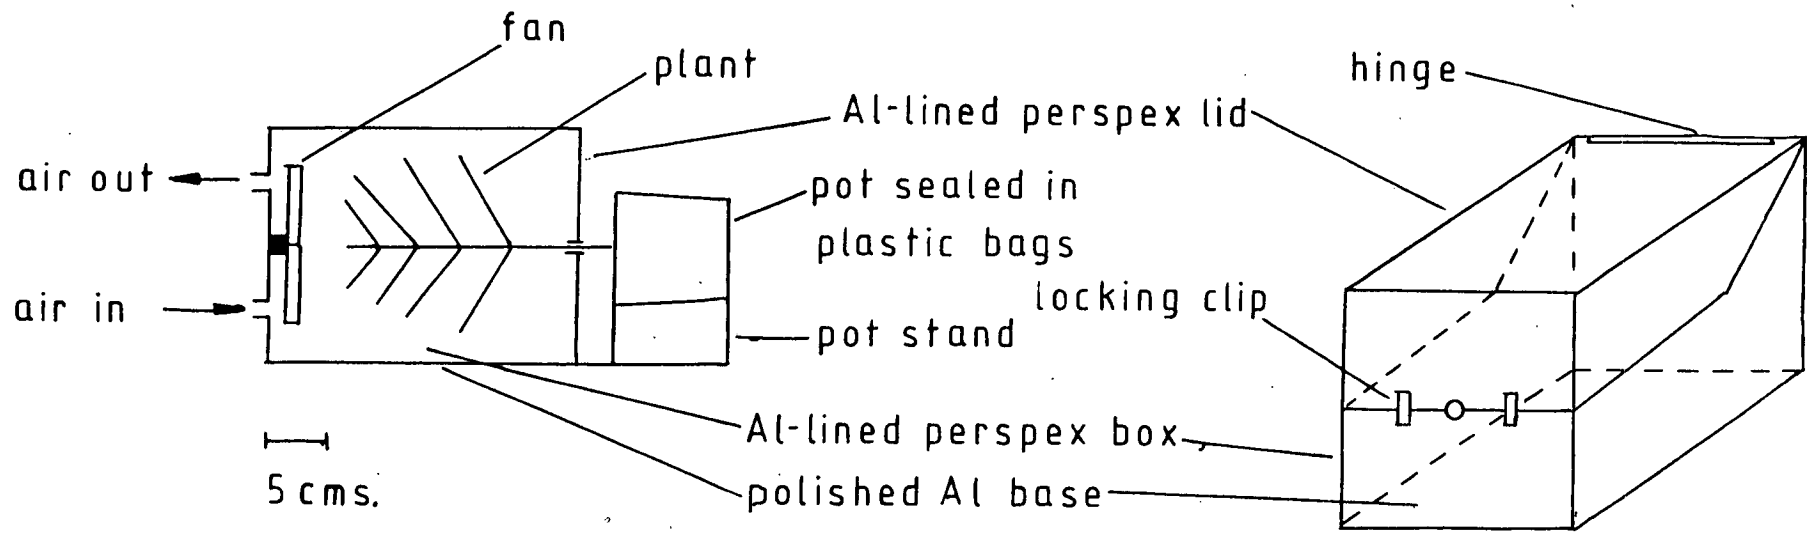 fan
plant
hinge
Al-lined perspex lid
air out
pot sealed in
plastic bags
locking clip
air in
pot stand
Al-lined perspex box
5 cms.
polished Al base